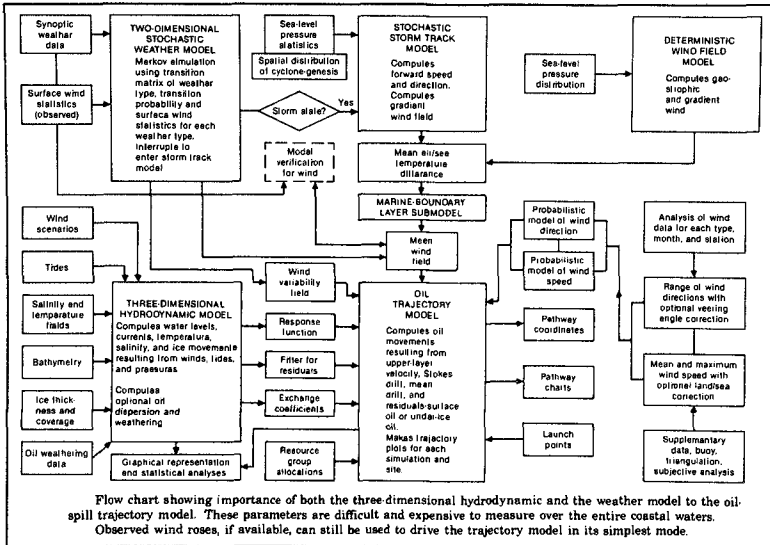 Synoptic
weather
data
Surface wind
statistics
(observed)
TWO-DIMENSIONAL
STOCHASTIC
WEATHER MODEL
Markov simulation
using transition
matrix of weather
type, transition
probability and
surface wind
statistics for each
weather type.
Interrupts to
enter storm track
model
Sea-level
pressure
statistics
Spatial distribution
of cyclone-genesis
Storm state?
Yes
STOCHASTIC
STORM TRACK
MODEL
Computes
forward speed
and direction.
Computes
gradient
wind field
Sea-level
pressure
distribution
DETERMINISTIC
WIND FIELD
MODEL
Computes geo-
strophic
and gradient
wind
Model
verification
for wind
Mean air/sea
temperature
difference
MARINE-BOUNDARY
LAYER SUBMODEL
Mean
wind
field
Probabilistic
model of wind
direction
Probabilistic
model of wind
speed
Analysis of wind
data for each type,
month, and station
Range of wind
directions with
optional veering
angle correction
Mean and maximum
wind speed with
optional land/sea
correction
Supplementary
data, buoy,
triangulation,
subjective analysis
Wind
scenarios
Tides
Salinity and
temperature
fields
Bathymetry
Ice thick-
ness and
coverage
Oil weathering
data
THREE-DIMENSIONAL
HYDRODYNAMIC MODEL
Computes water levels,
currents, temperature,
salinity, and ice movements
resulting from winds, tides,
and pressures
Computes
optional oil
dispersion and
weathering
Graphical representation
and statistical analyses
Wind
variability
field
Response
function
Filter for
residuals
Exchange
coefficients
Resource
group
allocations
OIL
TRAJECTORY
MODEL
Computes oil
movements
resulting from
upper-layer
velocity, Stokes
drift, mean
drift, and
residuals-surface
oil or under-ice
oil.
Makes trajectory
plots for each
simulation and
site.
Pathway
coordinates
Pathway
charts
Launch
points
Flow chart showing importance of both the three-dimensional hydrodynamic and the weather model to the oil-
spill trajectory model. These parameters are difficult and expensive to measure over the entire coastal waters.
Observed wind roses, if available, can still be used to drive the trajectory model in its simplest mode.